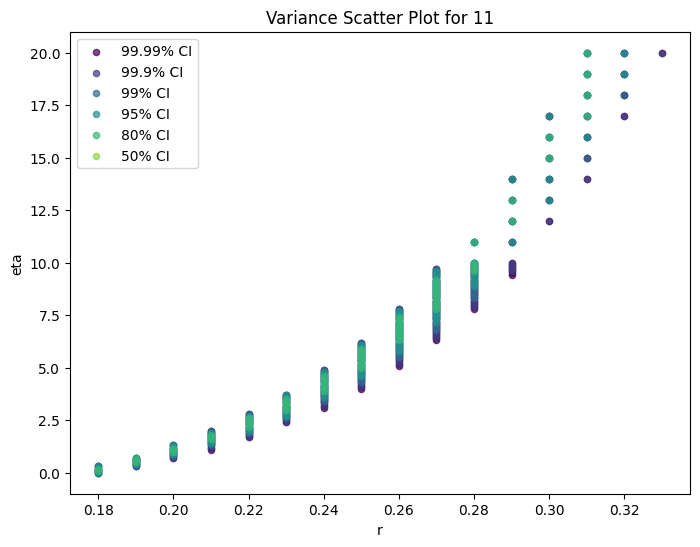 Variance Scatter Plot for 11
99.99% CI
99.9% CI
99% CI
95% CI
80% CI
50% CI
20.0
17.5
15.0
12.5
10.0
7.5
5.0
2.5
0.0
eta
0.18 0.20 0.22 0.24 0.26 0.28 0.30 0.32
r